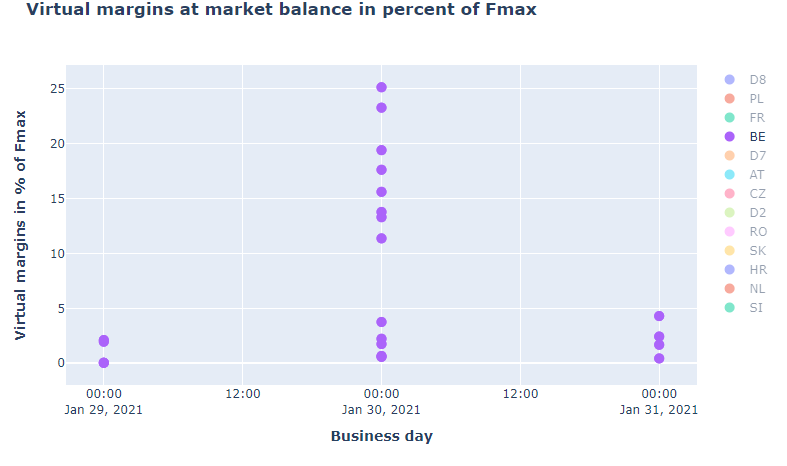 Virtual margins at market balance in percent of Fmax
Virtual margins in % of Fmax
25
20
15
10
5
0
00:00
Jan 29, 2021
12:00
00:00
Jan 30, 2021
12:00
00:00
Jan 31, 2021
Business day
D8
PL
FR
BE
D7
AT
CZ
D2
RO
SK
HR
NL
SI